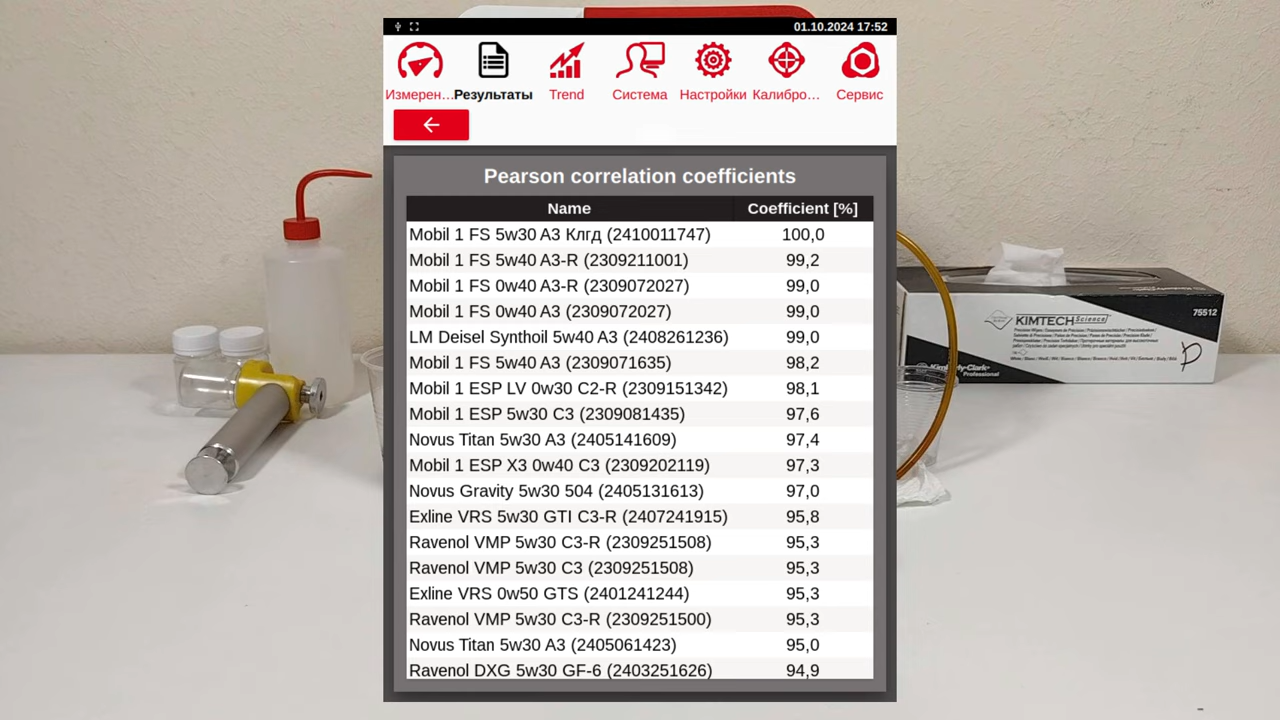 01.10.2024 17:52
Измерен... Результаты Trend Система Настройки Калибро... Сервис
Pearson correlation coefficients
Name Coefficient [%]
Mobil 1 FS 5w30 A3 Клгд (2410011747) 100,0
Mobil 1 FS 5w40 A3-R (2309211001) 99,2
Mobil 1 FS 0w40 A3-R (2309072027) 99,0
Mobil 1 FS 0w40 A3 (2309072027) 99,0
LM Deisel Synthoil 5w40 A3 (2408261236) 99,0
Mobil 1 FS 5w40 A3 (2309071635) 98,2
Mobil 1 ESP LV 0w30 C2-R (2309151342) 98,1
Mobil 1 ESP 5w30 C3 (2309081435) 97,6
Novus Titan 5w30 A3 (2405141609) 97,4
Mobil 1 ESP X3 0w40 C3 (2309202119) 97,3
Novus Gravity 5w30 504 (2405131613) 97,0
Exline VRS 5w30 GTI C3-R (2407241915) 95,8
Ravenol VMP 5w30 C3-R (2309251508) 95,3
Ravenol VMP 5w30 C3 (2309251508) 95,3
Exline VRS 0w50 GTS (2401241244) 95,3
Ravenol VMP 5w30 C3-R (2309251500) 95,3
Novus Titan 5w30 A3 (2405061423) 95,0
Ravenol DXG 5w30 GF-6 (2403251626) 94,9
75512
KIMTECH Science
Professional